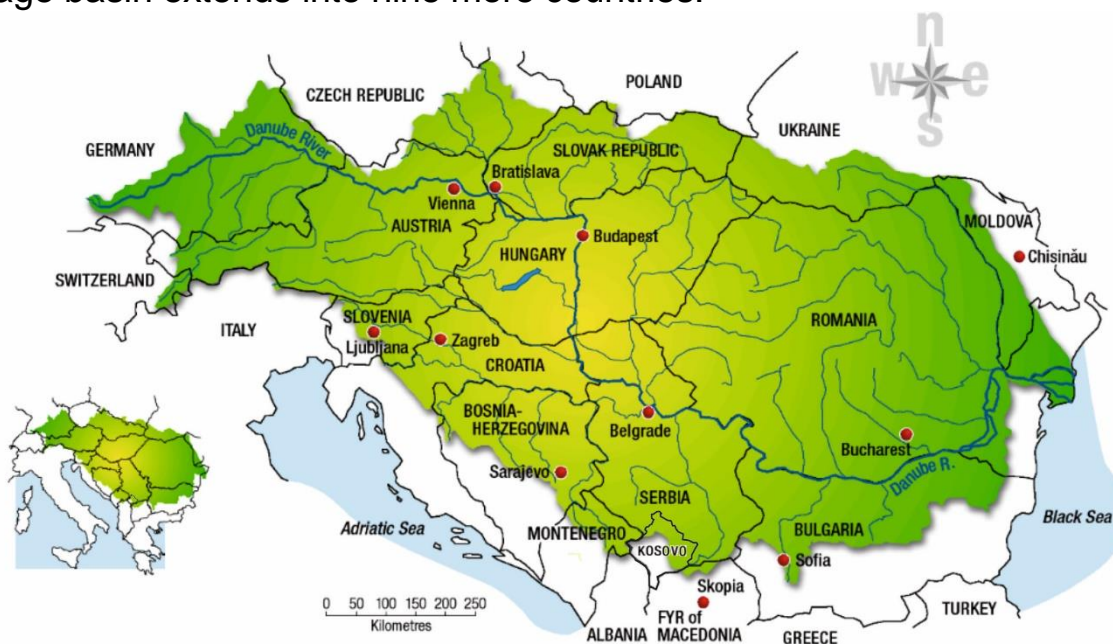 age basin extends into nine more countries.
n
w e
s
POLAND
CZECH REPUBLIC
UKRAINE
Danube River
GERMANY
SLOVAK REPUBLIC
Bratislava
Vienna
MOLDOVA
AUSTRIA
Budapest
HUNGARY
Chisinău
SWITZERLAND
SLOVENIA
ROMANIA
ITALY
Ljubljana
Zagreb
CROATIA
BOSNIA-
HERZEGOVINA
Belgrade
Bucharest
Sarajevo
Danube R.
SERBIA
Adriatic Sea
Black Sea
MONTENEGRO
BULGARIA
KOSOVO
Sofia
Skopia
0 50 100 150 200 250
Kilometres
FYR of
MACEDONIA
TURKEY
ALBANIA
GREECE